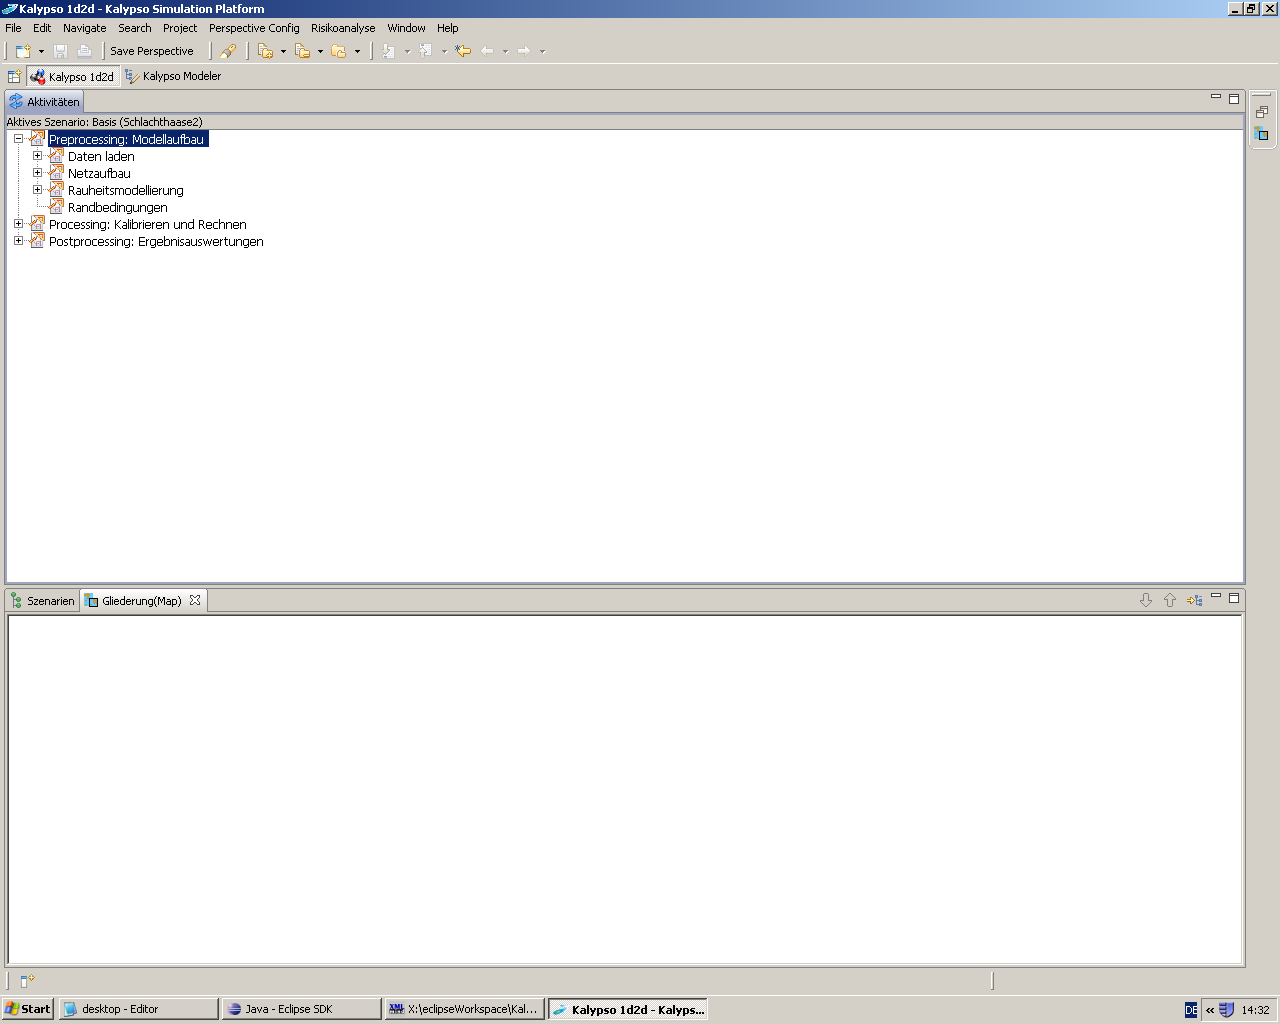 Kalypso 1d2d - Kalypso Simulation Platform
File Edit Navigate Search Project Perspective Config Risikoanalyse Window Help
Save Perspective
Kalypso 1d2d Kalypso Modeler
Aktivitäten
Aktives Szenario: Basis (Schlachthaase2)
Preprocessing: Modellaufbau
Daten laden
Netzaufbau
Rauheitsmodellierung
Randbedingungen
Processing: Kalibrieren und Rechnen
Postprocessing: Ergebnisauswertungen
Szenarien Gliederung(Map)
Start desktop - Editor Java - Eclipse SDK XML X:\eclipseWorkspace\Kal... Kalypso 1d2d - Kalyps... DE « 14:32